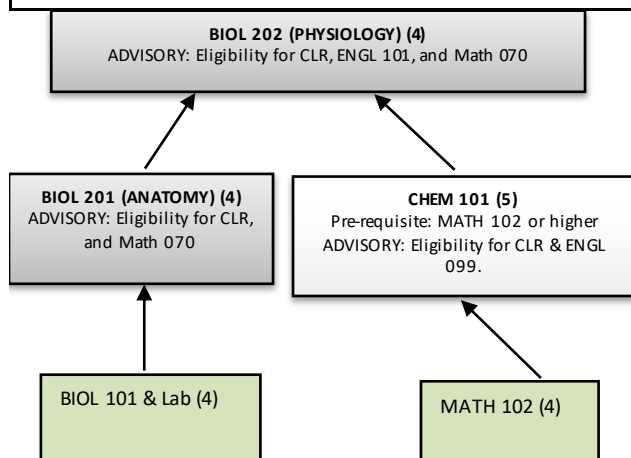 BIOL 202 (PHYSIOLOGY) (4)
ADVISORY: Eligibility for CLR, ENGL 101, and Math 070
BIOL 201 (ANATOMY) (4)
ADVISORY: Eligibility for CLR,
and Math 070
CHEM 101 (5)
Pre-requisite: MATH 102 or higher
ADVISORY: Eligibility for CLR & ENGL
099.
BIOL 101 & Lab (4)
MATH 102 (4)